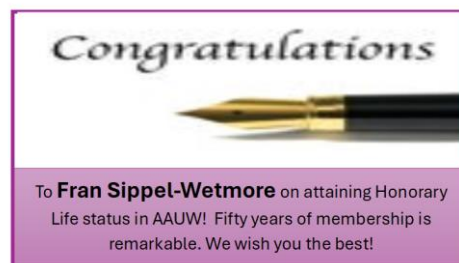 Congratulations
To Fran Sippel-Wetmore on attaining Honorary
Life status in AAUW!  Fifty years of membership is
remarkable. We wish you the best!